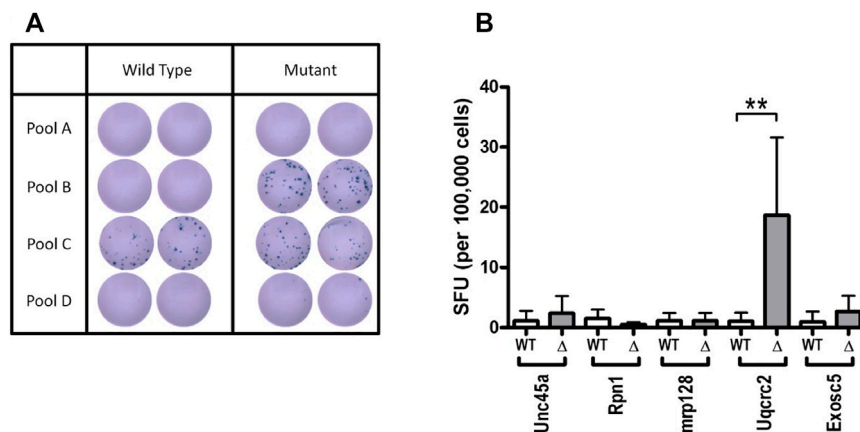 A
Wild Type
Mutant
Pool A
Pool B
Pool C
Pool D
B
SFU (per 100,000 cells)
40
30
20
10
0
**
WT Δ WT Δ WT Δ WT Δ WT Δ
Unc45a
Rpn1
mrp128
Uqcrc2
Exosc5